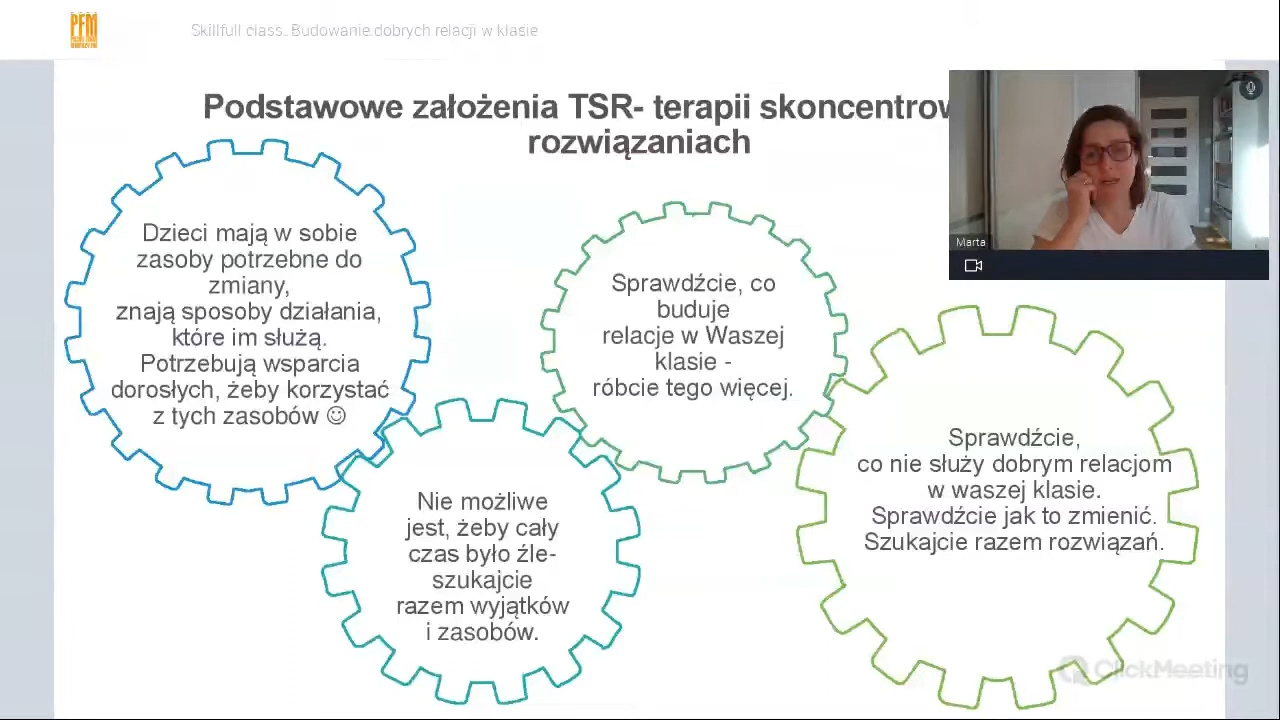 PFM
Skillfull class. Budowanie dobrych relacji w klasie
Podstawowe założenia TSR- terapii
rozwiązaniach
Marta
Dzieci mają w sobie
zasoby potrzebne do
zmiany,
znają sposoby działania,
które im służą.
Potrzebują wsparcia
dorosłych, żeby korzystać
z tych zasobów ☺
Nie możliwe
jest, żeby cały
czas było źle-
szukajcie
razem wyjątków
i zasobów.
Sprawdźcie, co
buduje
relacje w Waszej
klasie -
róbcie tego więcej.
Sprawdźcie,
co nie służy dobrym relacjom
w waszej klasie.
Sprawdźcie jak to zmienić.
Szukajcie razem rozwiązań.
ClickMeeting